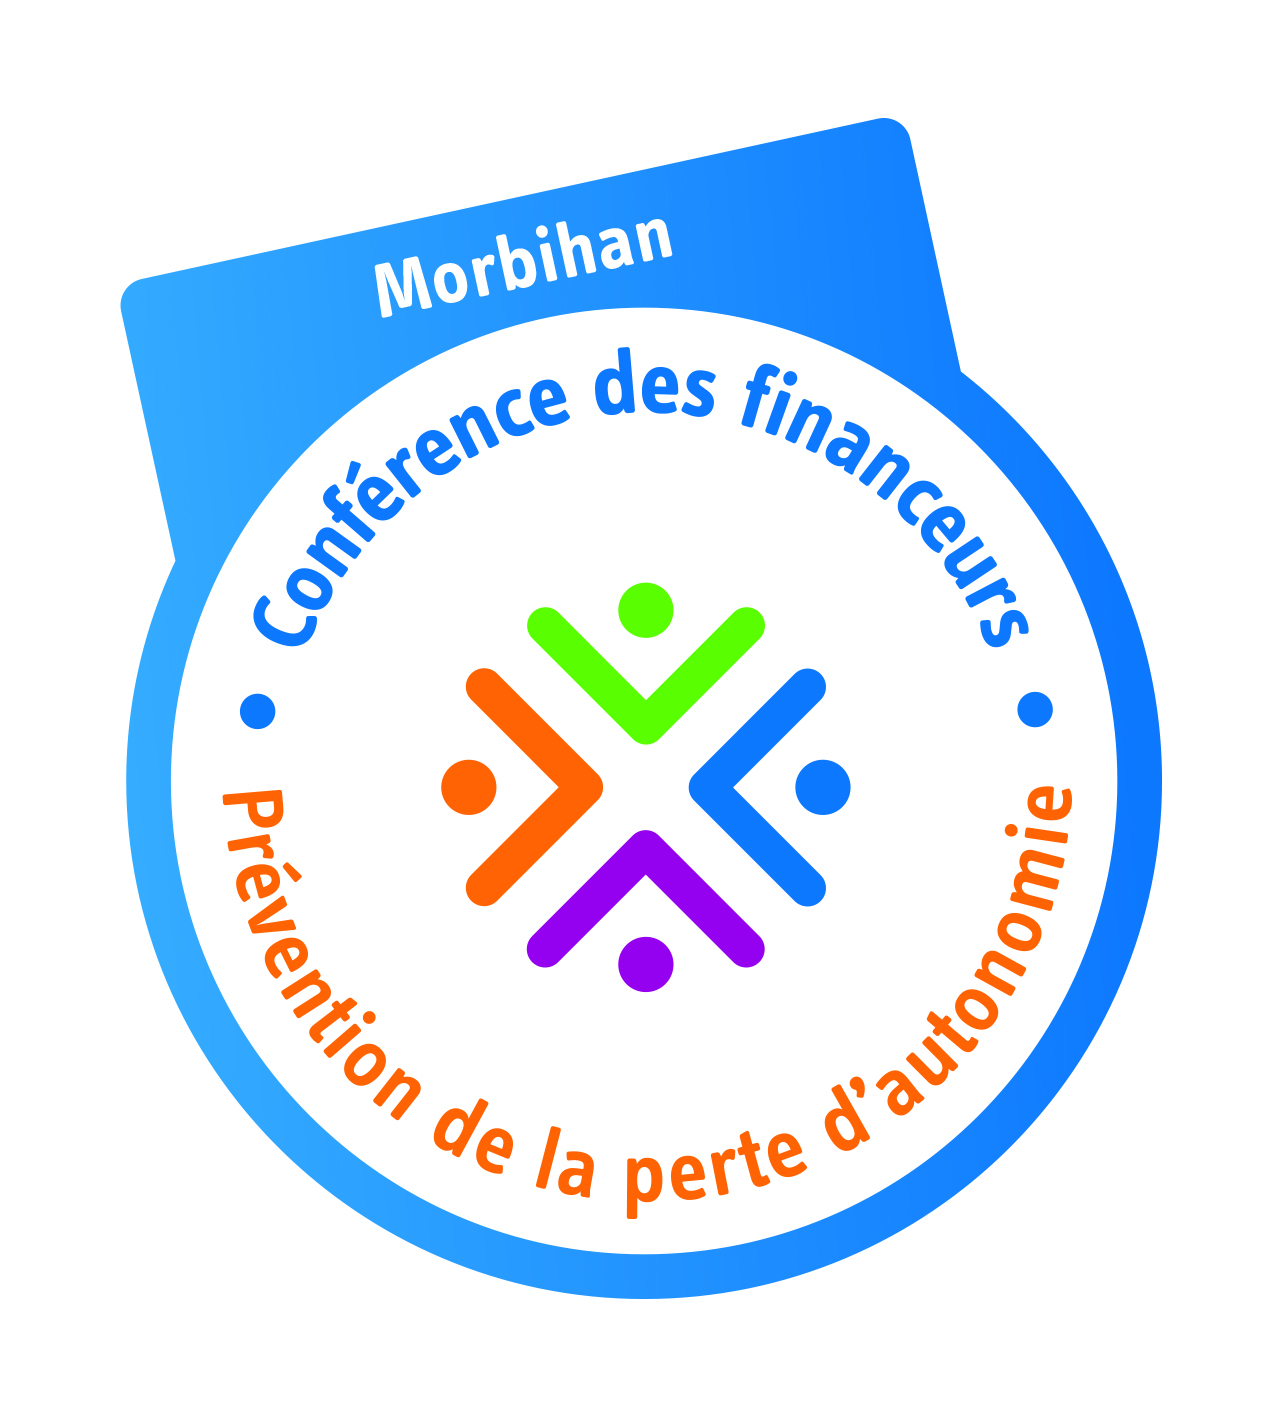 Morbihan
Conférence des financeurs
Prévention de la perte d’autonomie